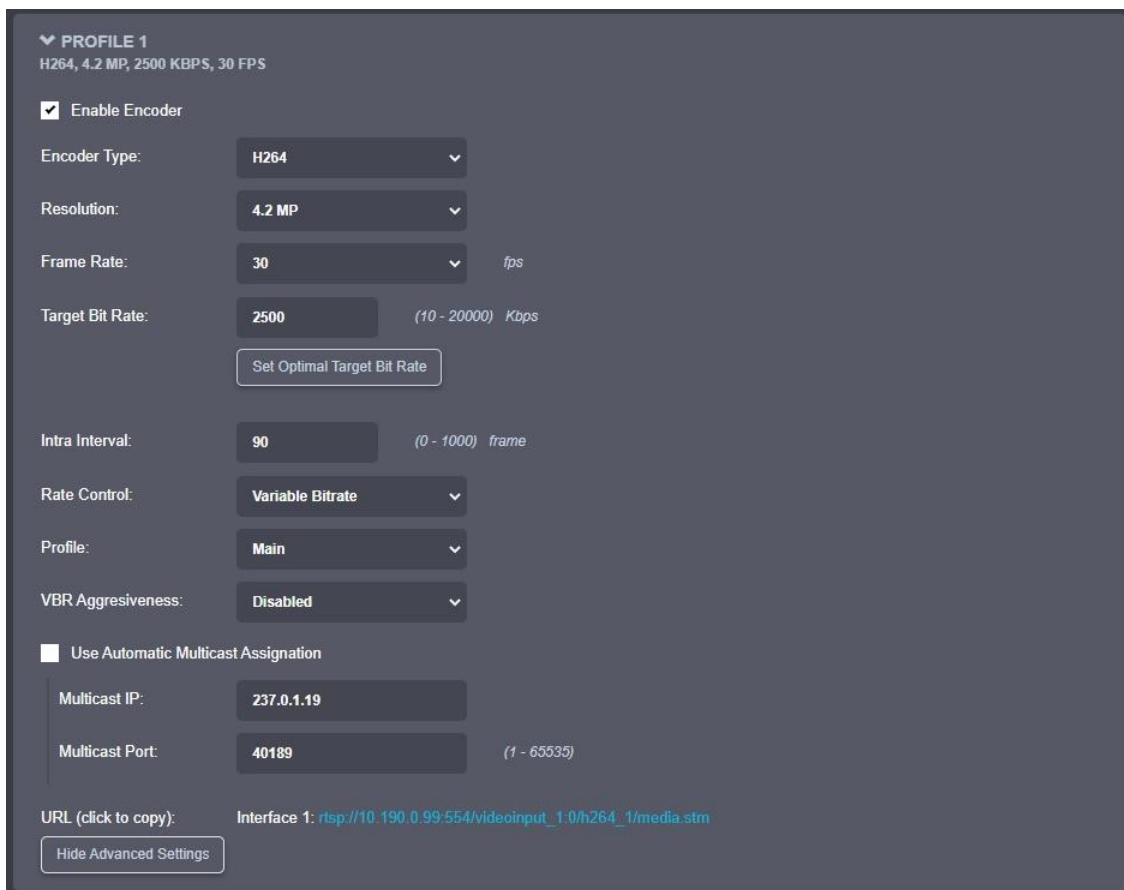 PROFILE 1
H264, 4.2 MP, 2500 KBPS, 30 FPS
Enable Encoder
Encoder Type: H264
Resolution: 4.2 MP
Frame Rate: 30 fps
Target Bit Rate: 2500 (10 - 20000) Kbps
Set Optimal Target Bit Rate
Intra Interval: 90 (0 - 1000) frame
Rate Control: Variable Bitrate
Profile: Main
VBR Aggresiveness: Disabled
Use Automatic Multicast Assignation
Multicast IP: 237.0.1.19
Multicast Port: 40189 (1 - 65535)
URL (click to copy): Interface 1: rtsp://10.190.0.99:554/videoinput_1:0/h264_1/media.stm
Hide Advanced Settings